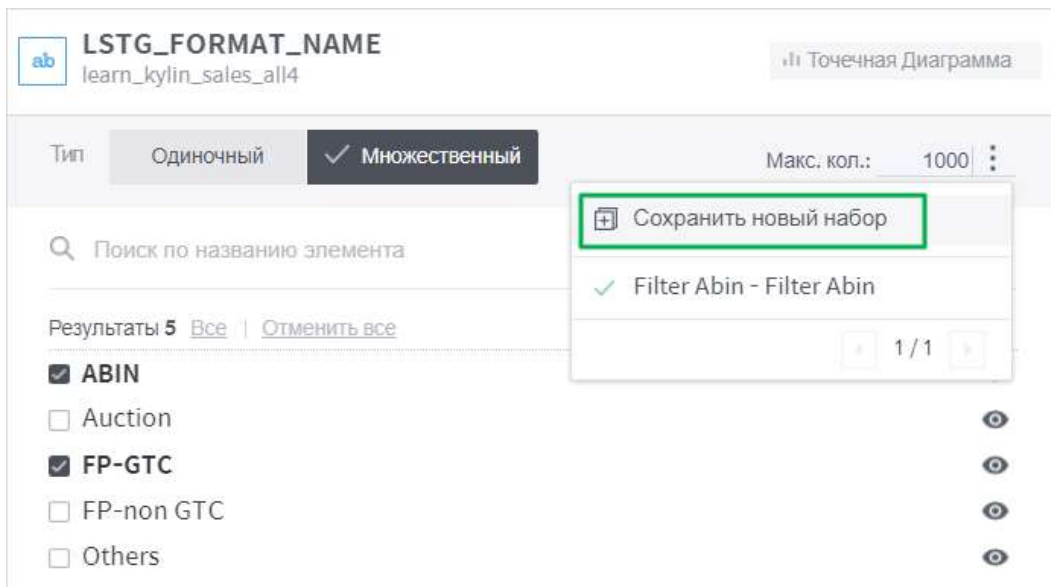 ab
LSTG_FORMAT_NAME
learn_kylin_sales_all4
Точечная Диаграмма
Тип Одиночный Множественный Макс. кол.: 1000
Сохранить новый набор
Поиск по названию элемента
Filter Abin - Filter Abin
Результаты 5 Все | Отменить все
1 / 1
ABIN
Auction
FP-GTC
FP-non GTC
Others